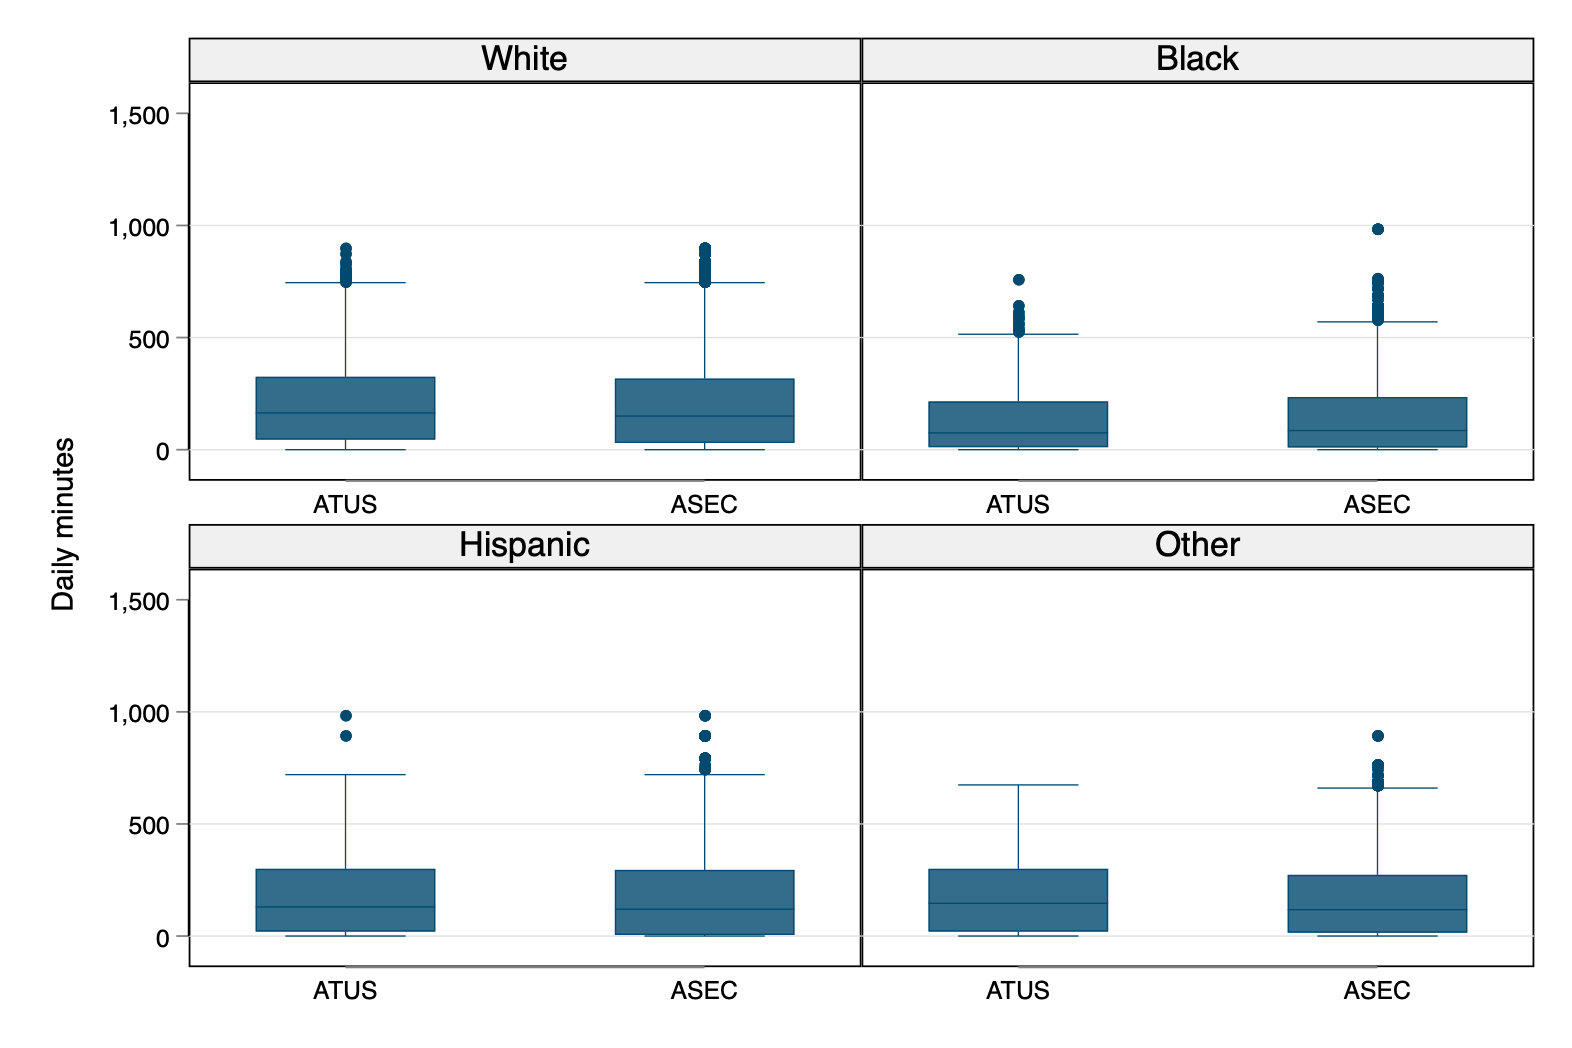 White
Black
1,500
1,000
500
0
ATUS
ASEC
ATUS
ASEC
Daily minutes
Hispanic
Other
1,500
1,000
500
0
ATUS
ASEC
ATUS
ASEC